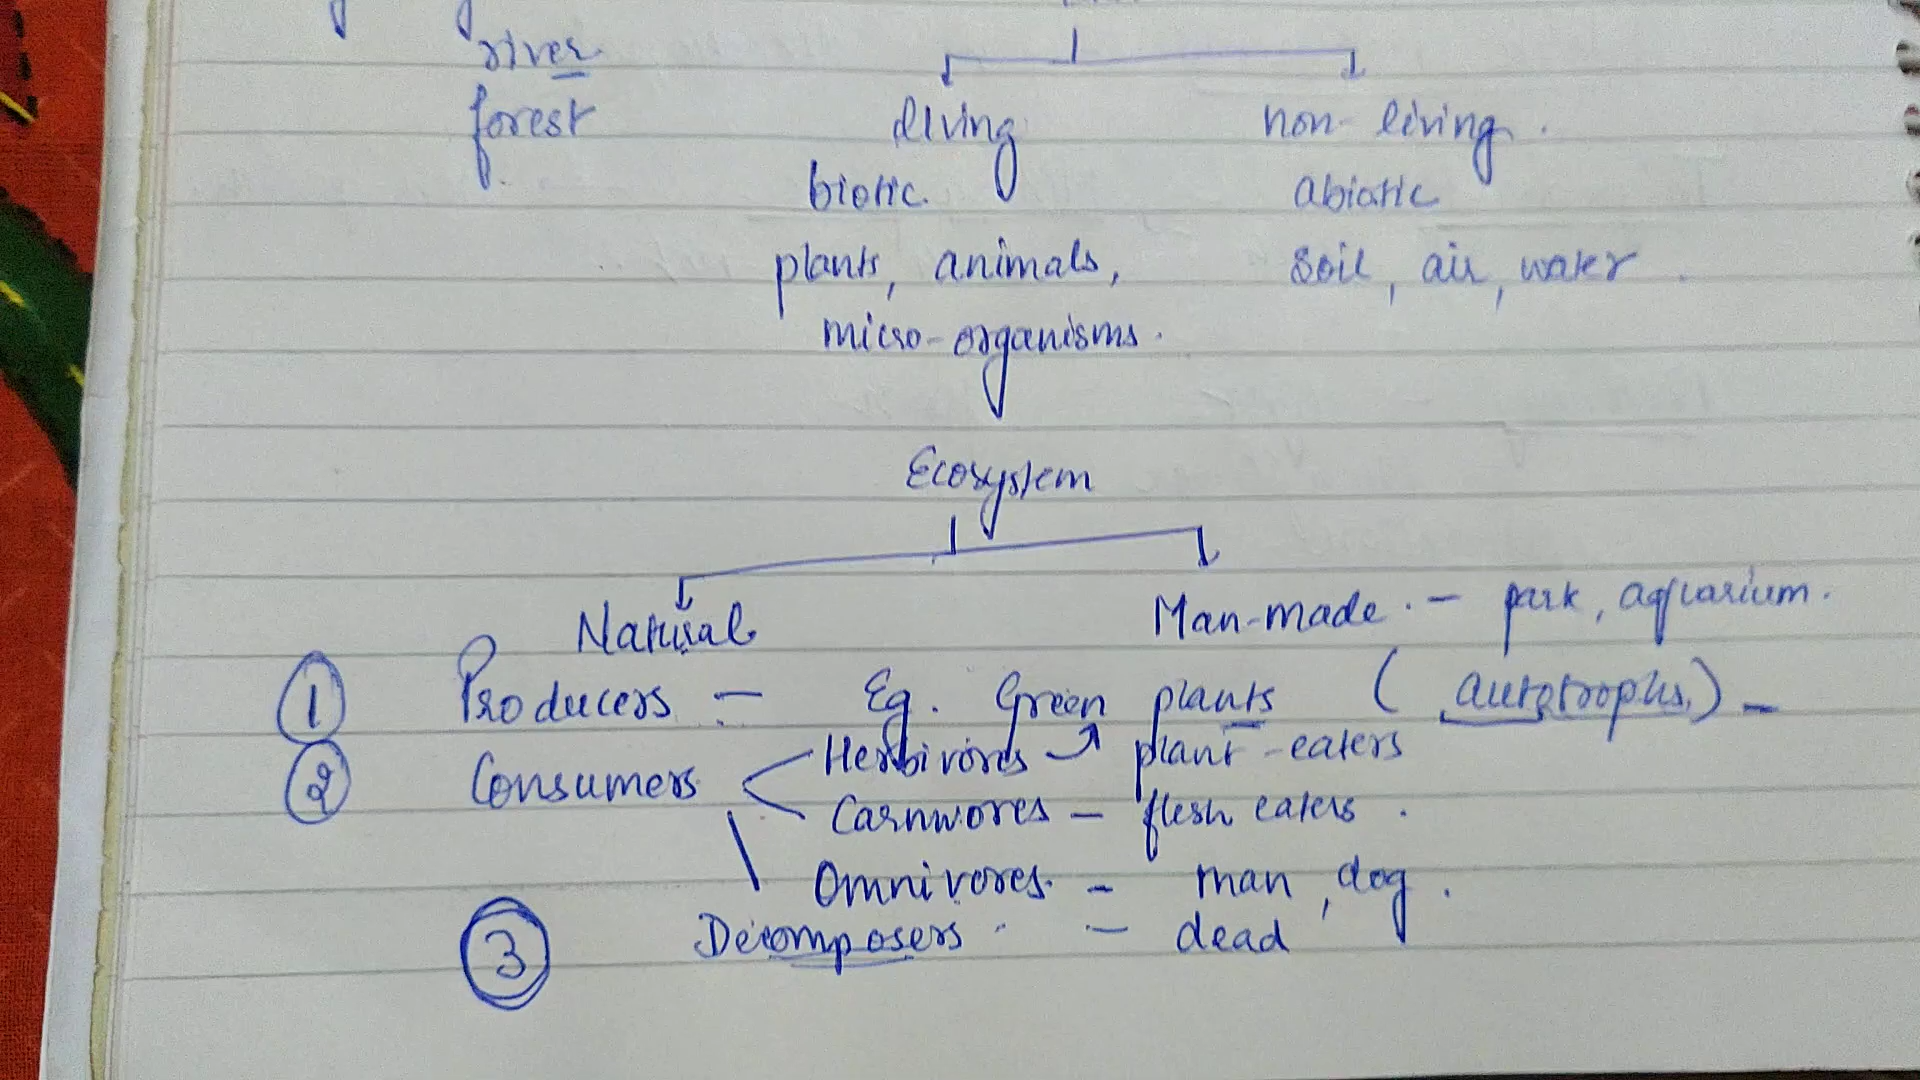 river
forest
living non-living.
biotic. abiotic
plants, animals, soil, air, water.
micro-organisms.
Ecosystem
Natural Man-made. - park, aquarium.
1 Producers - Eg. Green plants (autotrophs) -
Herbivores - plant-eaters
2 Consumers
Carnivores - flesh eaters.
Omnivores. - man, dog.
3 Decomposers. - dead